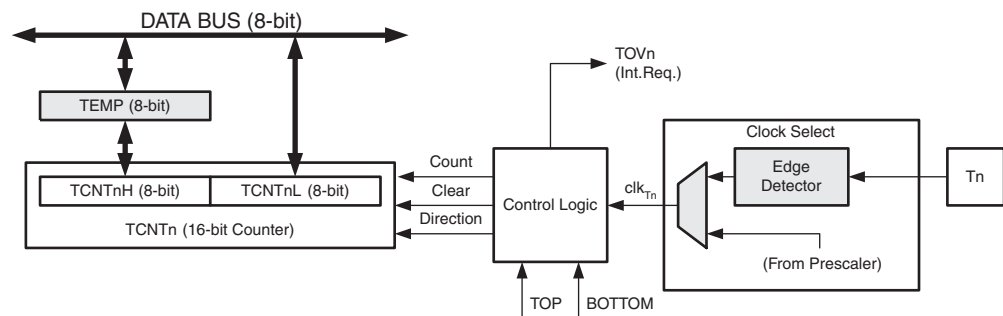 DATA BUS (8-bit)
TEMP (8-bit)
TCNTnH (8-bit)
TCNTnL (8-bit)
TCNTn (16-bit Counter)
Count
Clear
Direction
Control Logic
TOVn
(Int.Req.)
TOP
BOTTOM
clkTn
Clock Select
Edge
Detector
(From Prescaler)
Tn